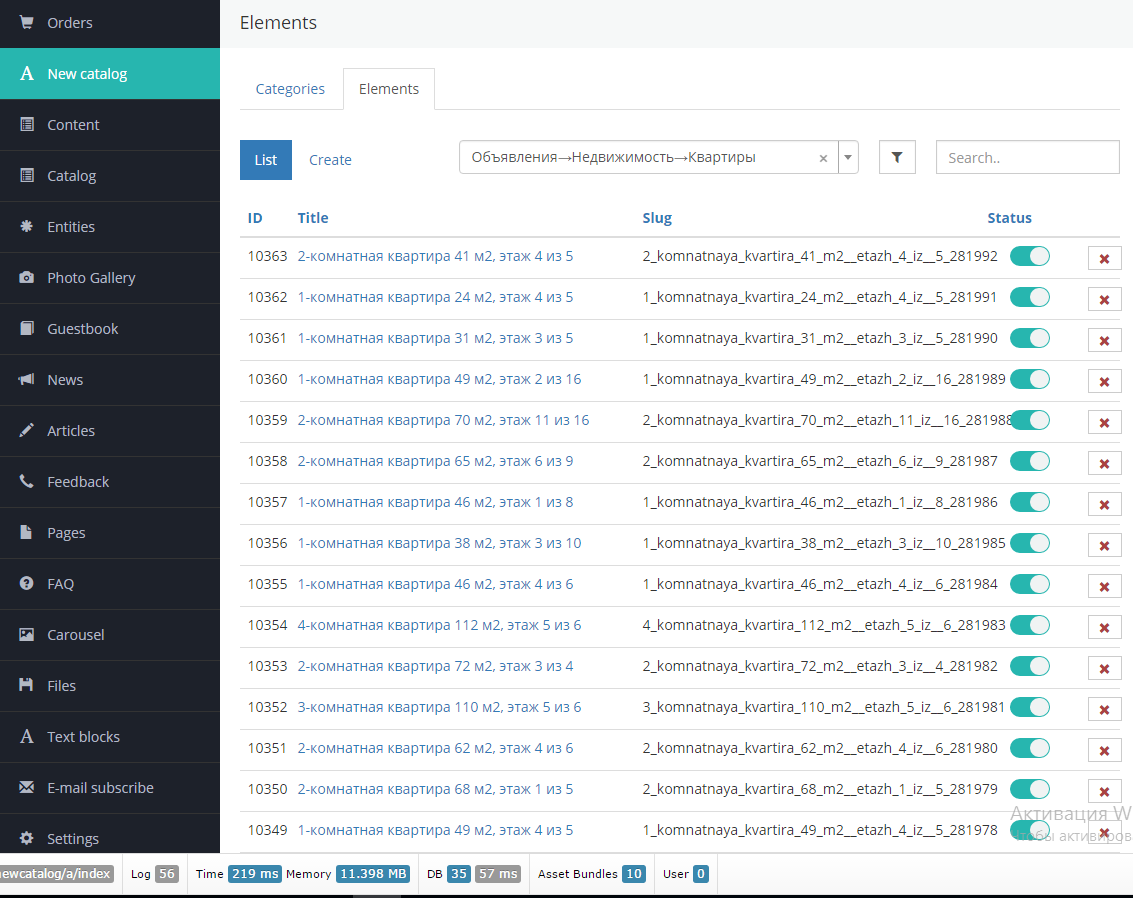 Orders
New catalog
Content
Catalog
Entities
Photo Gallery
Guestbook
News
Articles
Feedback
Pages
FAQ
Carousel
Files
Text blocks
E-mail subscribe
Settings
Elements
Categories Elements
List Create Объявления→Недвижимость→Квартиры × Search..
ID Title Slug Status
10363 2-комнатная квартира 41 м2, этаж 4 из 5 2_komnatnaya_kvartira_41_m2__etazh_4_iz__5_281992
10362 1-комнатная квартира 24 м2, этаж 4 из 5 1_komnatnaya_kvartira_24_m2__etazh_4_iz__5_281991
10361 1-комнатная квартира 31 м2, этаж 3 из 5 1_komnatnaya_kvartira_31_m2__etazh_3_iz__5_281990
10360 1-комнатная квартира 49 м2, этаж 2 из 16 1_komnatnaya_kvartira_49_m2__etazh_2_iz__16_281989
10359 2-комнатная квартира 70 м2, этаж 11 из 16 2_komnatnaya_kvartira_70_m2__etazh_11_iz__16_281988
10358 2-комнатная квартира 65 м2, этаж 6 из 9 2_komnatnaya_kvartira_65_m2__etazh_6_iz__9_281987
10357 1-комнатная квартира 46 м2, этаж 1 из 8 1_komnatnaya_kvartira_46_m2__etazh_1_iz__8_281986
10356 1-комнатная квартира 38 м2, этаж 3 из 10 1_komnatnaya_kvartira_38_m2__etazh_3_iz__10_281985
10355 1-комнатная квартира 46 м2, этаж 4 из 6 1_komnatnaya_kvartira_46_m2__etazh_4_iz__6_281984
10354 4-комнатная квартира 112 м2, этаж 5 из 6 4_komnatnaya_kvartira_112_m2__etazh_5_iz__6_281983
10353 2-комнатная квартира 72 м2, этаж 3 из 4 2_komnatnaya_kvartira_72_m2__etazh_3_iz__4_281982
10352 3-комнатная квартира 110 м2, этаж 5 из 6 3_komnatnaya_kvartira_110_m2__etazh_5_iz__6_281981
10351 2-комнатная квартира 62 м2, этаж 4 из 6 2_komnatnaya_kvartira_62_m2__etazh_4_iz__6_281980
10350 2-комнатная квартира 68 м2, этаж 1 из 5 2_komnatnaya_kvartira_68_m2__etazh_1_iz__5_281979
Активация W
10349 1-комнатная квартира 49 м2, этаж 4 из 5 1_komnatnaya_kvartira_49_m2__etazh_4_iz__5_281978
Чтобы активиров
ewcatalog/a/index Log 56 Time 219 ms Memory 11.398 MB DB 35 57 ms Asset Bundles 10 User 0